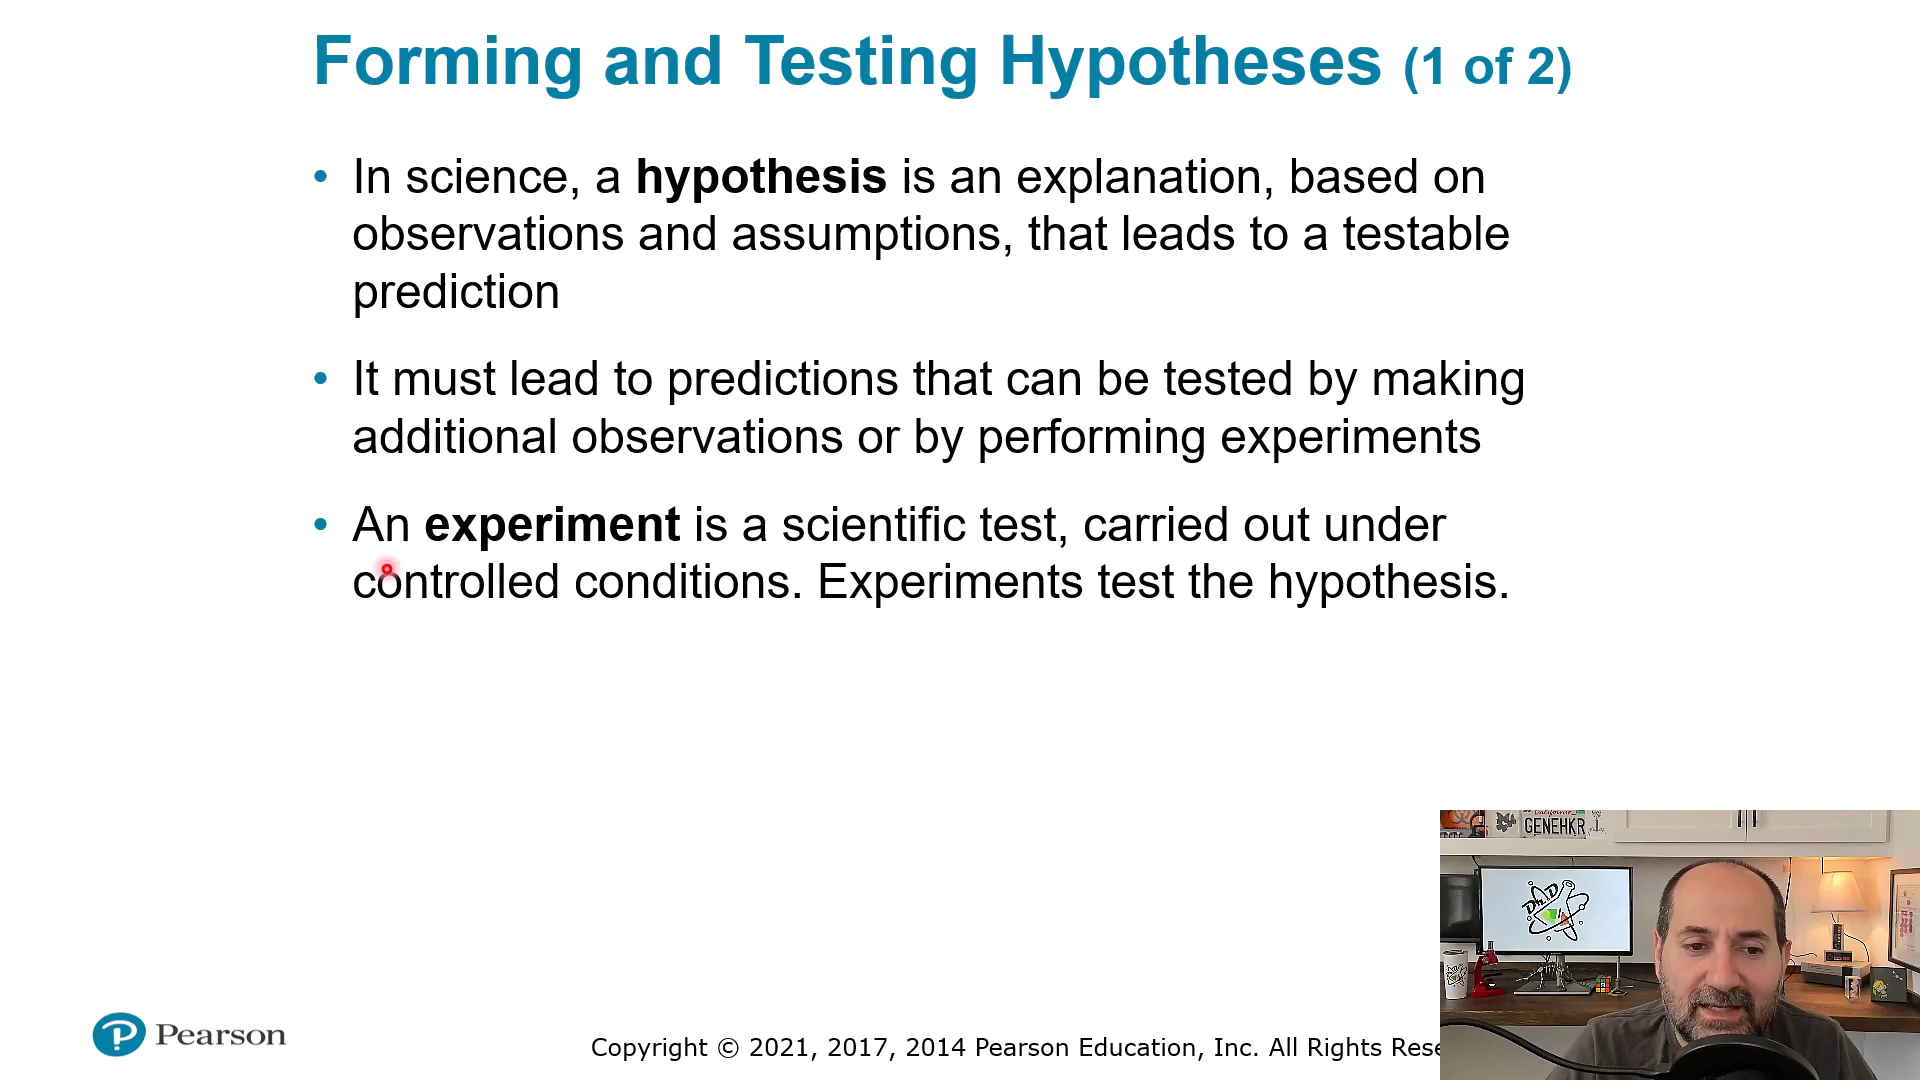 Forming and Testing Hypotheses (1 of 2)
• In science, a hypothesis is an explanation, based on
observations and assumptions, that leads to a testable
prediction
• It must lead to predictions that can be tested by making
additional observations or by performing experiments
• An experiment is a scientific test, carried out under
controlled conditions. Experiments test the hypothesis.
GENEHKR
Ph.D
Pearson
Copyright © 2021, 2017, 2014 Pearson Education, Inc. All Rights Rese